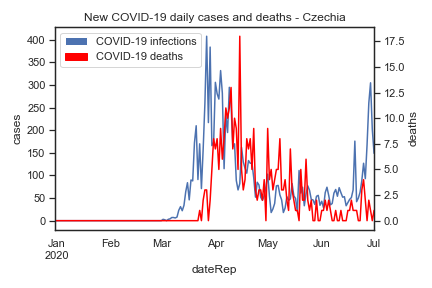 New COVID-19 daily cases and deaths - Czechia
COVID-19 infections
COVID-19 deaths
400
350
300
250
200
150
100
50
0
cases
17.5
15.0
12.5
10.0
7.5
5.0
2.5
0.0
deaths
Jan
2020
Feb
Mar
Apr
May
Jun
Jul
dateRep